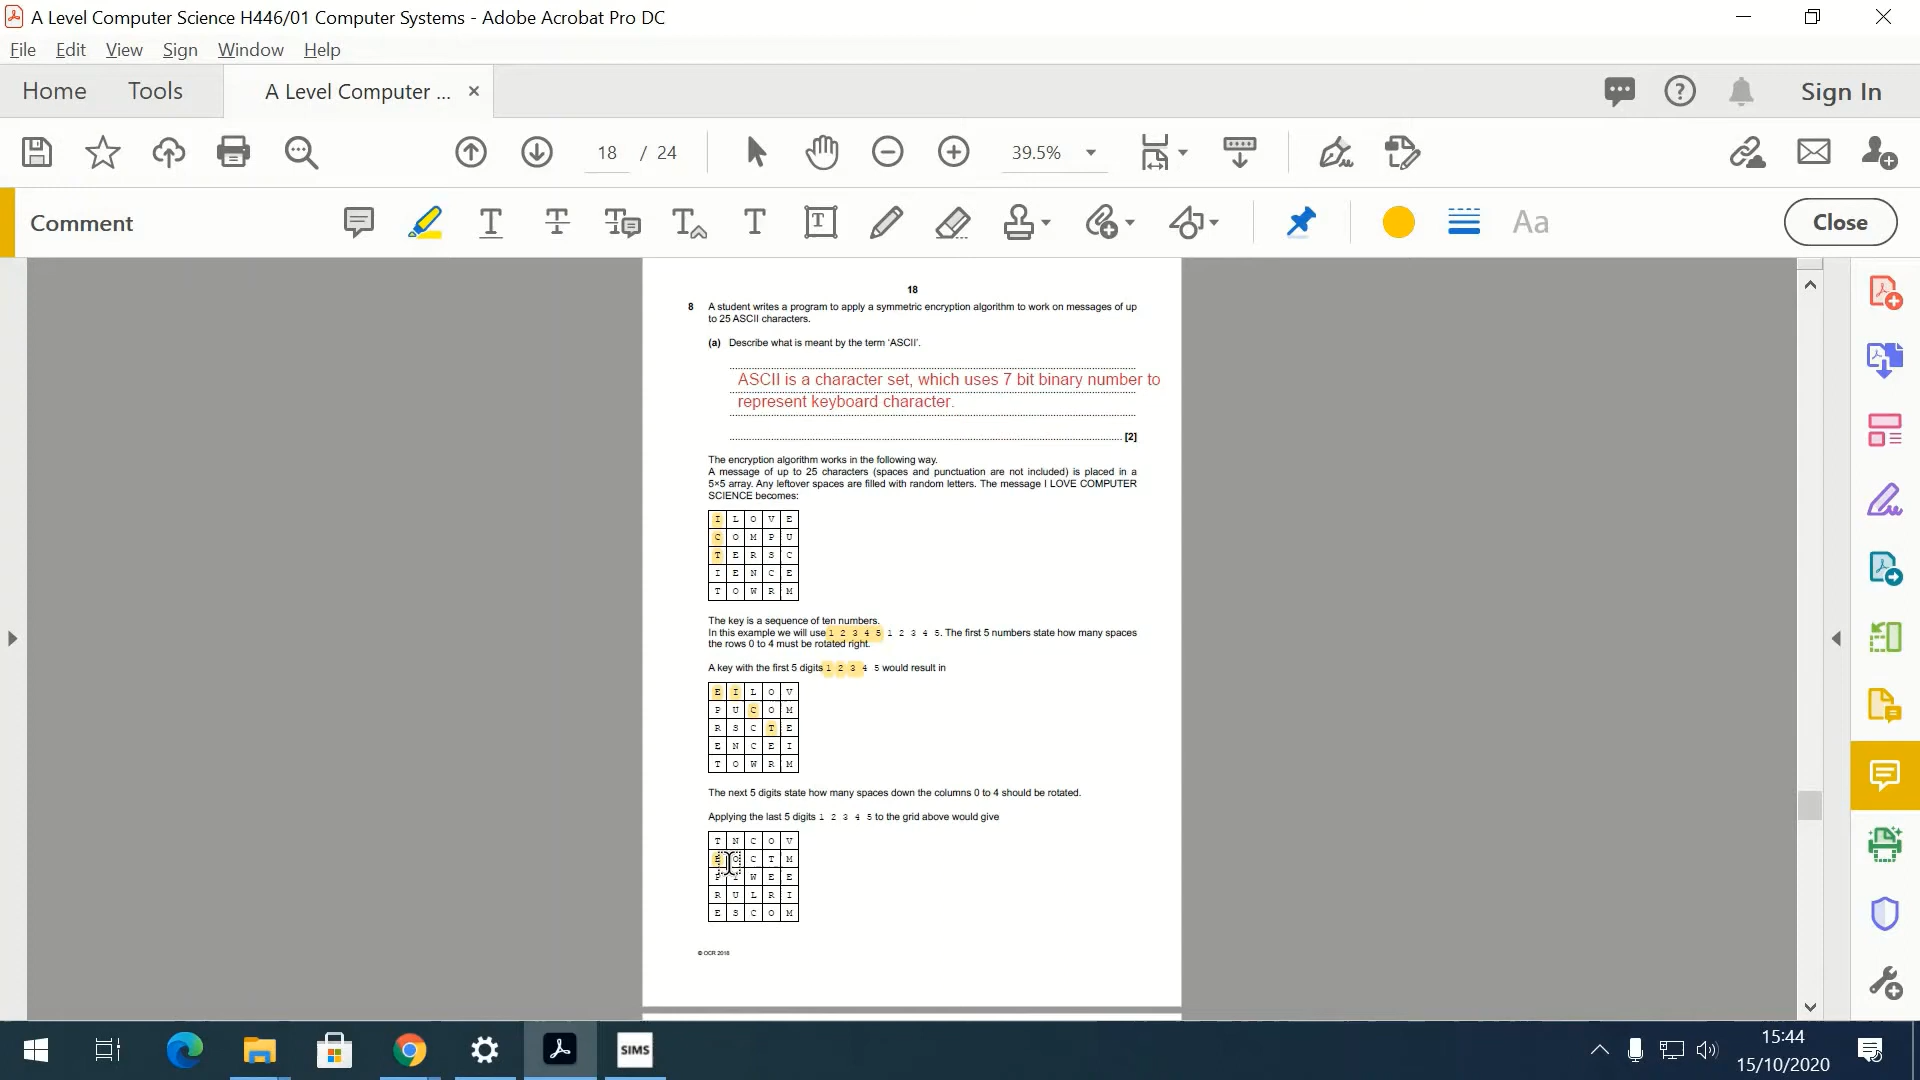 A Level Computer Science H446/01 Computer Systems - Adobe Acrobat Pro DC
File Edit View Sign Window Help
Home Tools A Level Computer ... × Sign In
18 / 24 39.5%
Comment Aa Close
18
8 A student writes a program to apply a symmetric encryption algorithm to work on messages of up
to 25 ASCII characters.
(a) Describe what is meant by the term 'ASCII'.
ASCII is a character set, which uses 7 bit binary number to
represent keyboard character.
[2]
The encryption algorithm works in the following way.
A message of up to 25 characters (spaces and punctuation are not included) is placed in a
5×5 array. Any leftover spaces are filled with random letters. The message I LOVE COMPUTER
SCIENCE becomes:
I L O V E
C O M P U
T E R S C
I E N C E
T O W R M
The key is a sequence of ten numbers.
In this example we will use 1 2 3 4 5 1 2 3 4 5. The first 5 numbers state how many spaces
the rows 0 to 4 must be rotated right.
A key with the first 5 digits 1 2 3 4 5 would result in
E I L O V
P U C O M
R S C T E
E N C E I
T O W R M
The next 5 digits state how many spaces down the columns 0 to 4 should be rotated.
Applying the last 5 digits 1 2 3 4 5 to the grid above would give
T N C O V
E O C T M
P I W E E
R U L R I
E S C O M
© OCR 2018
SIMS
15:44
15/10/2020